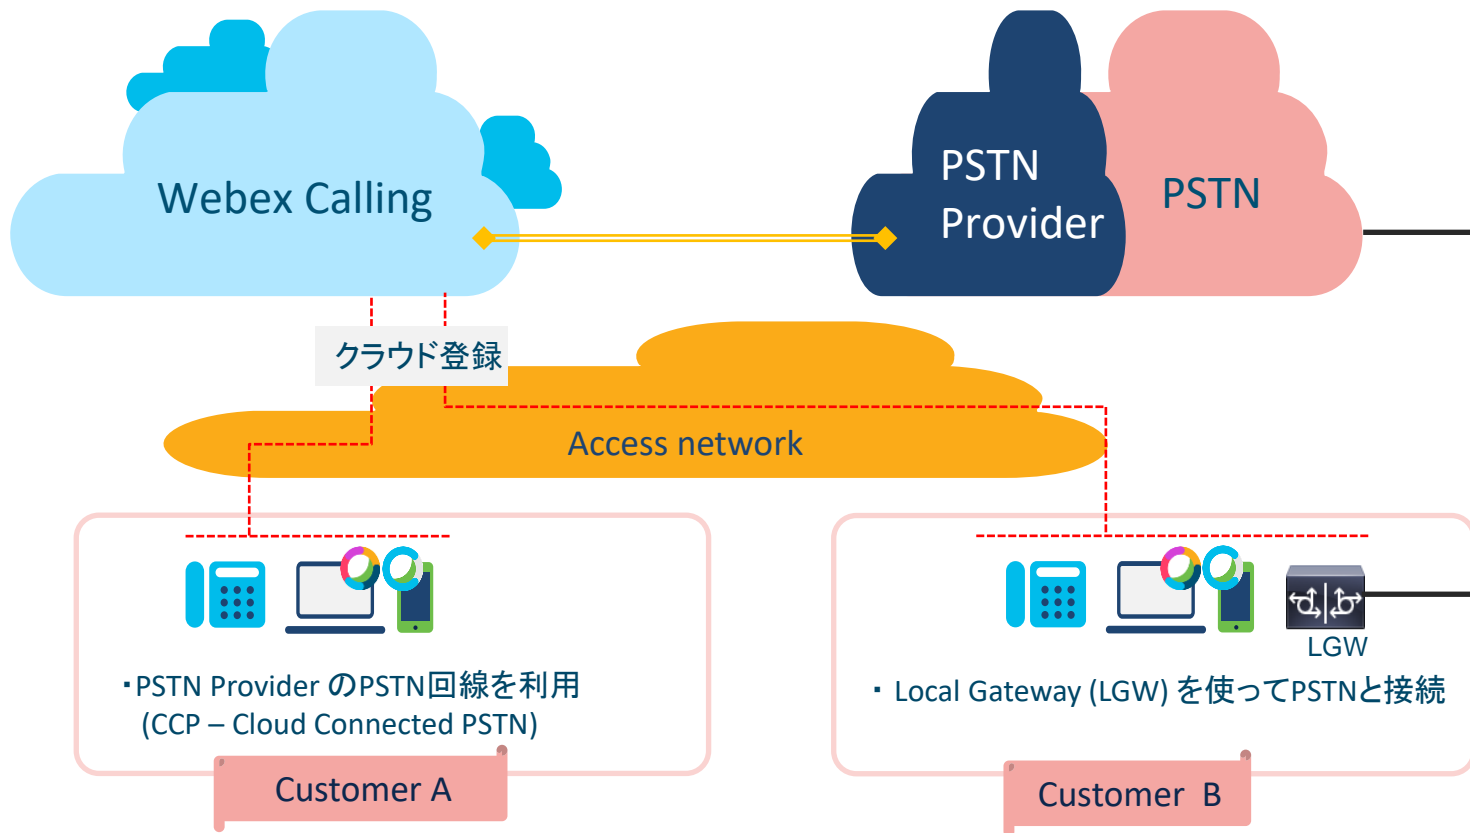 Webex Calling
PSTN
Provider
PSTN
クラウド登録
Access network
LGW
・PSTN Provider のPSTN回線を利用
(CCP – Cloud Connected PSTN)
・ Local Gateway (LGW) を使ってPSTNと接続
Customer A
Customer B